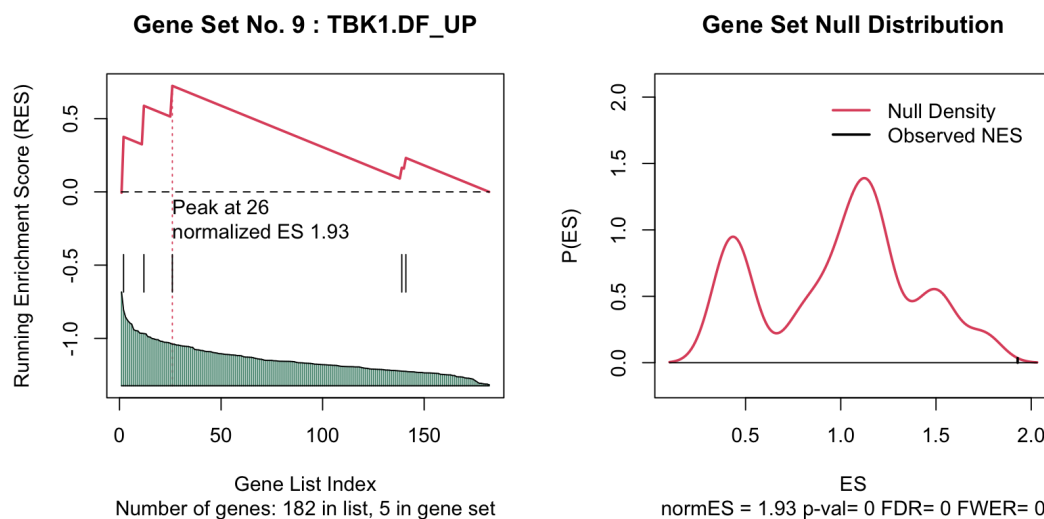 Gene Set No. 9 : TBK1.DF_UP
Running Enrichment Score (RES)
0.5
0.0
-0.5
-1.0
Peak at 26
normalized ES 1.93
0
50
100
150
Gene List Index
Number of genes: 182 in list, 5 in gene set
Gene Set Null Distribution
P(ES)
2.0
1.5
1.0
0.5
0.0
Null Density
Observed NES
0.5
1.0
1.5
2.0
ES
normES = 1.93 p-val= 0 FDR= 0 FWER= 0